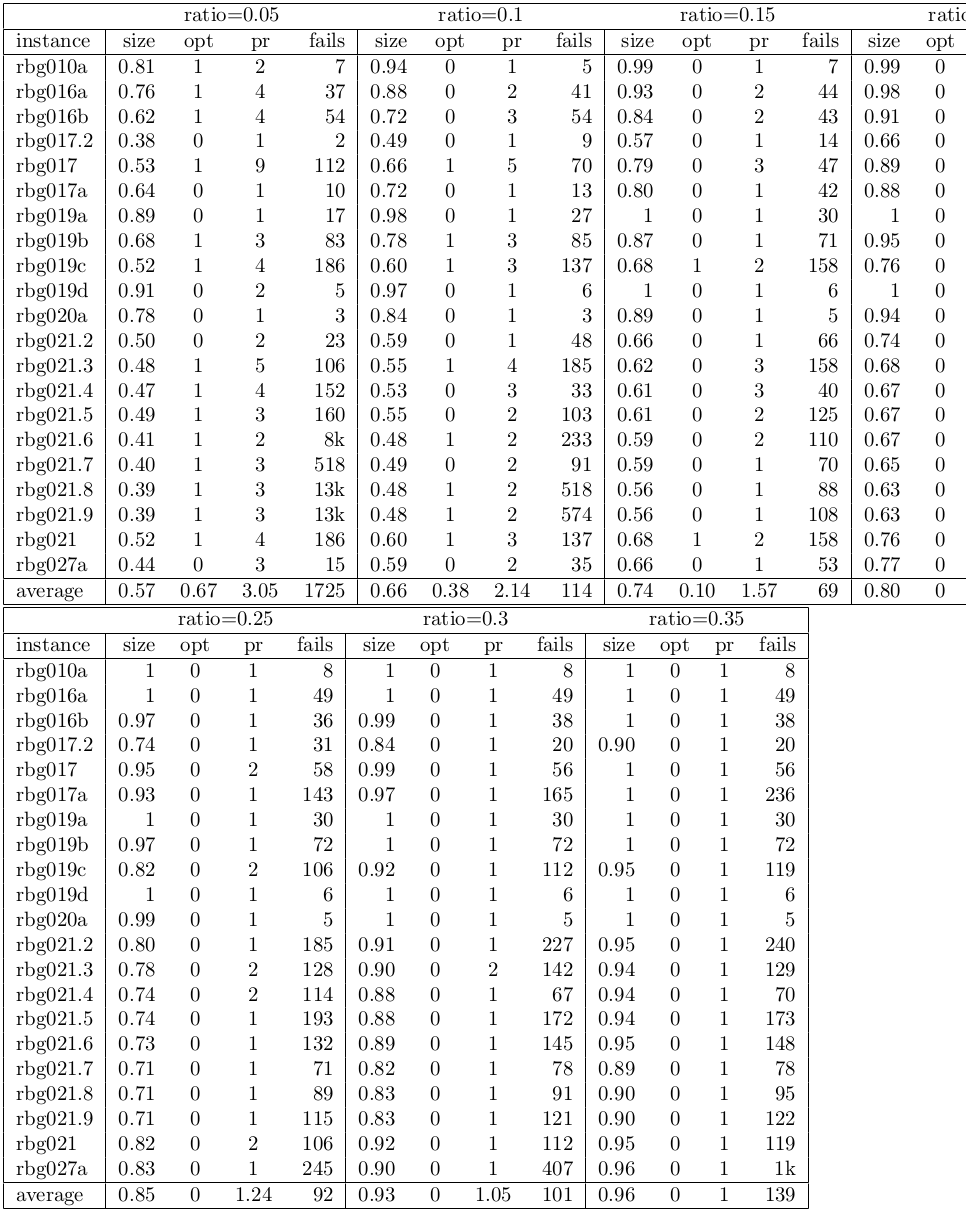 ratio=0.05 ratio=0.1 ratio=0.15 ratio
instance size opt pr fails size opt pr fails size opt pr fails size opt
rbg010a 0.81 1 2 7 0.94 0 1 5 0.99 0 1 7 0.99 0
rbg016a 0.76 1 4 37 0.88 0 2 41 0.93 0 2 44 0.98 0
rbg016b 0.62 1 4 54 0.72 0 3 54 0.84 0 2 43 0.91 0
rbg017.2 0.38 0 1 2 0.49 0 1 9 0.57 0 1 14 0.66 0
rbg017 0.53 1 9 112 0.66 1 5 70 0.79 0 3 47 0.89 0
rbg017a 0.64 0 1 10 0.72 0 1 13 0.80 0 1 42 0.88 0
rbg019a 0.89 0 1 17 0.98 0 1 27 1 0 1 30 1 0
rbg019b 0.68 1 3 83 0.78 1 3 85 0.87 0 1 71 0.95 0
rbg019c 0.52 1 4 186 0.60 1 3 137 0.68 1 2 158 0.76 0
rbg019d 0.91 0 2 5 0.97 0 1 6 1 0 1 6 1 0
rbg020a 0.78 0 1 3 0.84 0 1 3 0.89 0 1 5 0.94 0
rbg021.2 0.50 0 2 23 0.59 0 1 48 0.66 0 1 66 0.74 0
rbg021.3 0.48 1 5 106 0.55 1 4 185 0.62 0 3 158 0.68 0
rbg021.4 0.47 1 4 152 0.53 0 3 33 0.61 0 3 40 0.67 0
rbg021.5 0.49 1 3 160 0.55 0 2 103 0.61 0 2 125 0.67 0
rbg021.6 0.41 1 2 8k 0.48 1 2 233 0.59 0 2 110 0.67 0
rbg021.7 0.40 1 3 518 0.49 0 2 91 0.59 0 1 70 0.65 0
rbg021.8 0.39 1 3 13k 0.48 1 2 518 0.56 0 1 88 0.63 0
rbg021.9 0.39 1 3 13k 0.48 1 2 574 0.56 0 1 108 0.63 0
rbg021 0.52 1 4 186 0.60 1 3 137 0.68 1 2 158 0.76 0
rbg027a 0.44 0 3 15 0.59 0 2 35 0.66 0 1 53 0.77 0
average 0.57 0.67 3.05 1725 0.66 0.38 2.14 114 0.74 0.10 1.57 69 0.80 0
ratio=0.25 ratio=0.3 ratio=0.35
instance size opt pr fails size opt pr fails size opt pr fails
rbg010a 1 0 1 8 1 0 1 8 1 0 1 8
rbg016a 1 0 1 49 1 0 1 49 1 0 1 49
rbg016b 0.97 0 1 36 0.99 0 1 38 1 0 1 38
rbg017.2 0.74 0 1 31 0.84 0 1 20 0.90 0 1 20
rbg017 0.95 0 2 58 0.99 0 1 56 1 0 1 56
rbg017a 0.93 0 1 143 0.97 0 1 165 1 0 1 236
rbg019a 1 0 1 30 1 0 1 30 1 0 1 30
rbg019b 0.97 0 1 72 1 0 1 72 1 0 1 72
rbg019c 0.82 0 2 106 0.92 0 1 112 0.95 0 1 119
rbg019d 1 0 1 6 1 0 1 6 1 0 1 6
rbg020a 0.99 0 1 5 1 0 1 5 1 0 1 5
rbg021.2 0.80 0 1 185 0.91 0 1 227 0.95 0 1 240
rbg021.3 0.78 0 2 128 0.90 0 2 142 0.94 0 1 129
rbg021.4 0.74 0 2 114 0.88 0 1 67 0.94 0 1 70
rbg021.5 0.74 0 1 193 0.88 0 1 172 0.94 0 1 173
rbg021.6 0.73 0 1 132 0.89 0 1 145 0.95 0 1 148
rbg021.7 0.71 0 1 71 0.82 0 1 78 0.89 0 1 78
rbg021.8 0.71 0 1 89 0.83 0 1 91 0.90 0 1 95
rbg021.9 0.71 0 1 115 0.83 0 1 121 0.90 0 1 122
rbg021 0.82 0 2 106 0.92 0 1 112 0.95 0 1 119
rbg027a 0.83 0 1 245 0.90 0 1 407 0.96 0 1 1k
average 0.85 0 1.24 92 0.93 0 1.05 101 0.96 0 1 139